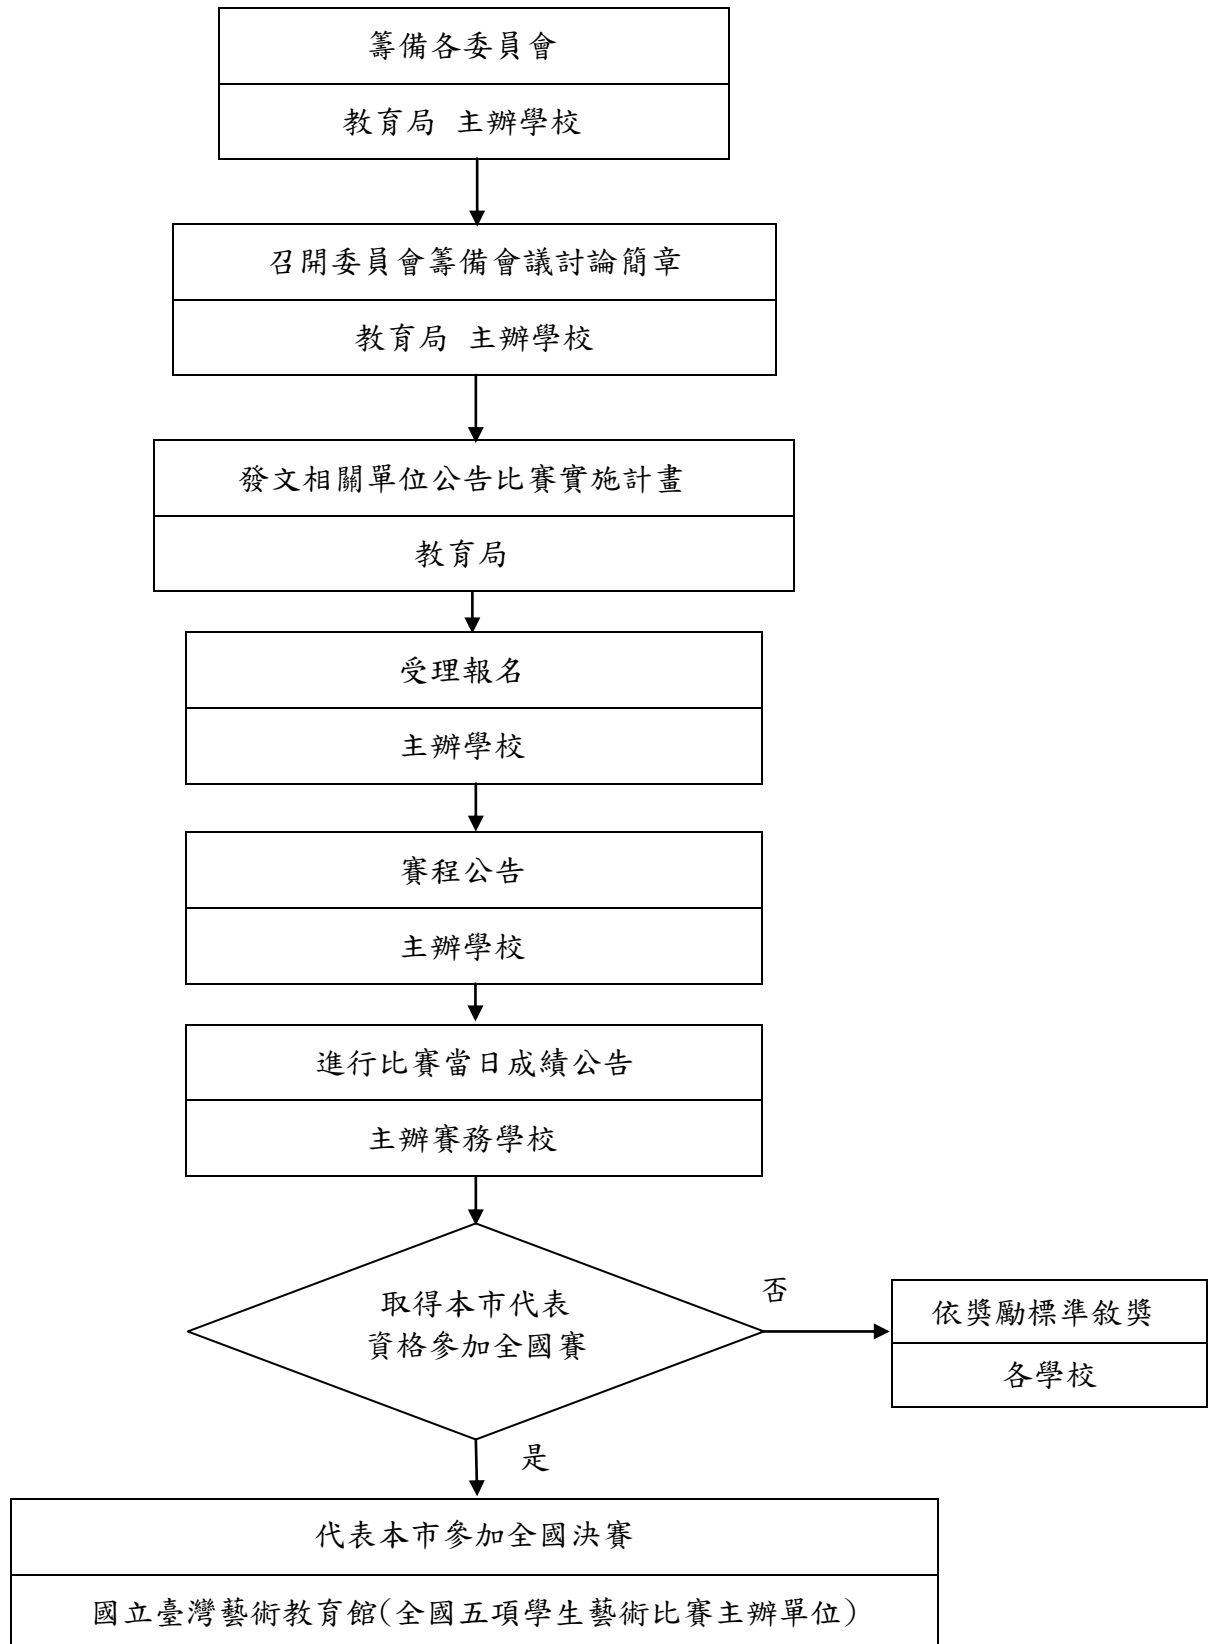 籌備各委員會
教育局 主辦學校
召開委員會籌備會議討論簡章
教育局 主辦學校
發文相關單位公告比賽實施計畫
教育局
受理報名
主辦學校
賽程公告
主辦學校
進行比賽當日成績公告
主辦賽務學校
取得本市代表
資格參加全國賽
否
依獎勵標準敘獎
各學校
是
代表本市參加全國決賽
國立臺灣藝術教育館(全國五項學生藝術比賽主辦單位)